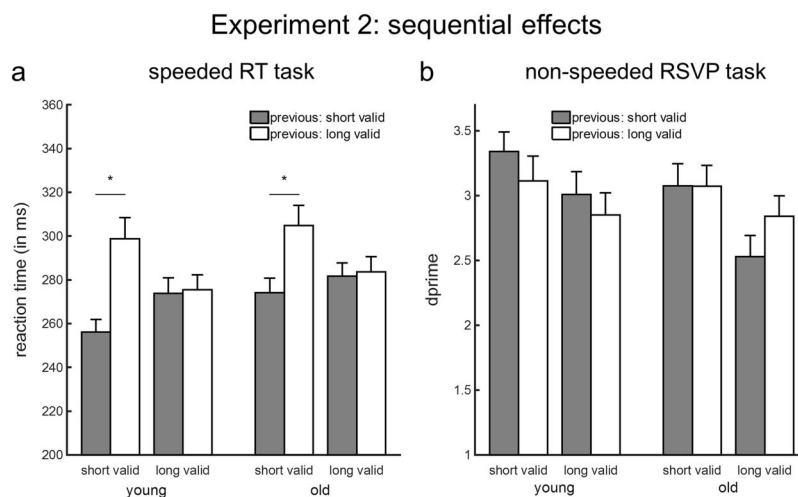 Experiment 2: sequential effects
a
speeded RT task
360
340
320
300
280
260
240
220
200
reaction time (in ms)
previous: short valid
previous: long valid
*
*
short valid
long valid
short valid
long valid
young
old
b
non-speeded RSVP task
3.5
3
2.5
2
1.5
1
dprime
previous: short valid
previous: long valid
short valid
long valid
short valid
long valid
young
old